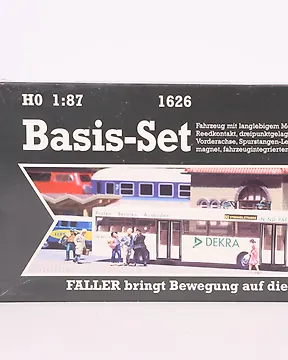 H0 1:87 1626
Basis-Set
Fahrzeug mit langlebigem M
Reedkontakt, dreipunktgelag
Vorderachse, Spurstangen-Le
magnet, fahrzeugintegrierten
DEKRA
FALLER bringt Bewegung auf die